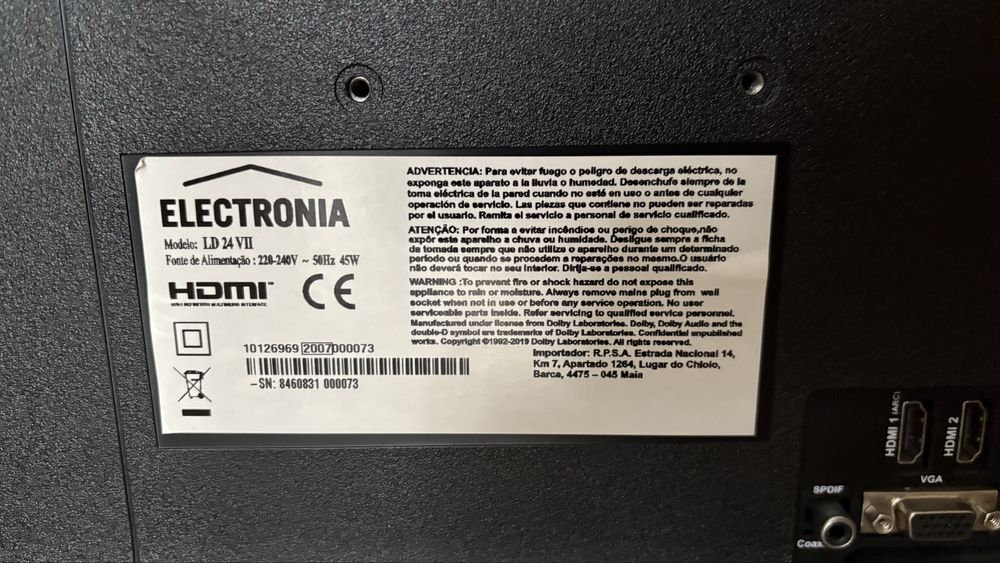 ELECTRONIA
Modelo: LD 24 VII
Fonte de Alimentação : 220-240V ~ 50Hz 45W
HDMI™
HIGH DEFINITION MULTIMEDIA INTERFACE
CE
10126969 2007000073
–SN: 8460831 000073
ADVERTENCIA: Para evitar fuego o peligro de descarga eléctrica, no
exponga este aparato a la lluvia o humedad. Desenchufe siempre de la
toma eléctrica de la pared cuando no esté en uso o antes de cualquier
operación de servicio. Las piezas que contiene no pueden ser reparadas
por el usuario. Remita el servicio a personal de servicio cualificado.
ATENÇÃO: Por forma a evitar incêndios ou perigo de choque,não
expôr este aparelho a chuva ou humidade. Desligue sempre a ficha
da tomada sempre que não utiliza o aparelho durante um determinado
período ou quando se procedem a reparações no mesmo.O usuário
não deverá tocar no seu interior. Dirija-se a pessoal qualificado.
WARNING :To prevent fire or shock hazard do not expose this
appliance to rain or moisture. Always remove mains plug from wall
socket when not in use or before any service operation. No user
serviceable parts inside. Refer servicing to qualified service personnel.
Manufactured under license from Dolby Laboratories. Dolby, Dolby Audio and the
double-D symbol are trademarks of Dolby Laboratories. Confidential unpublished
works. Copyright ©1992-2019 Dolby Laboratories. All rights reserved.
Importador: R.P.S.A. Estrada Nacional 14,
Km 7, Apartado 1264, Lugar do Chiolo,
Barca, 4475 – 045 Maia
HDMI 1 (ARC)
HDMI 2
SPDIF
VGA
Coax